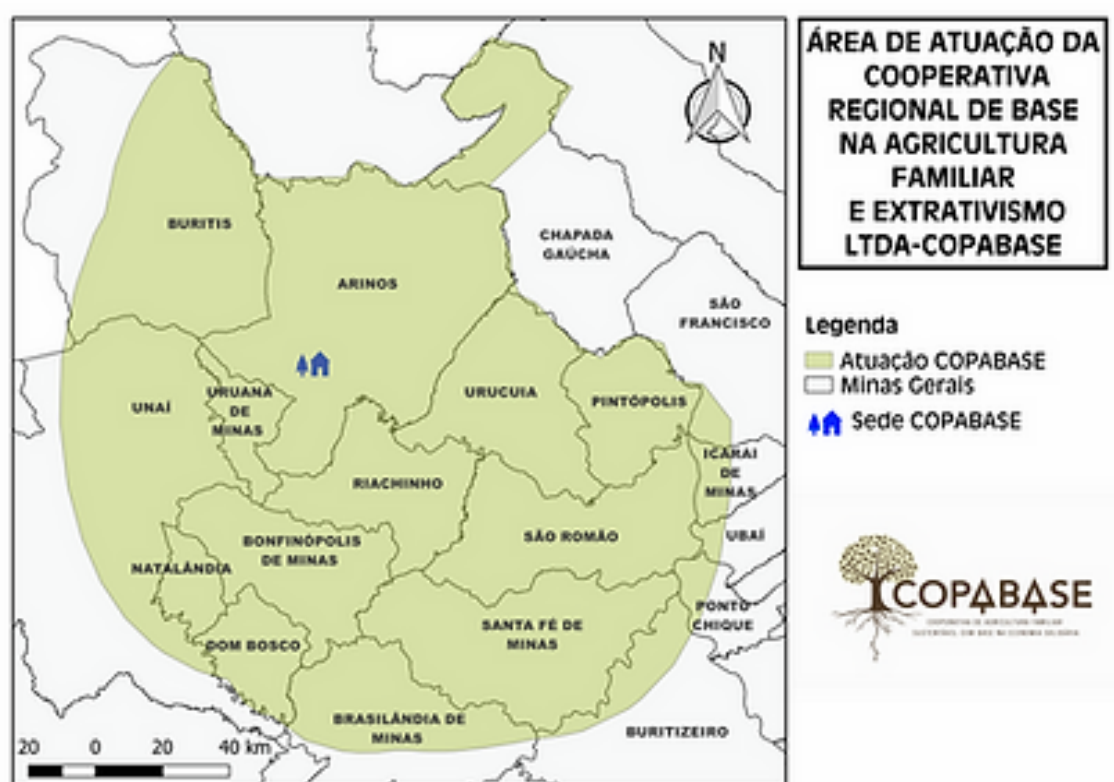 ÁREA DE ATUAÇÃO DA
COOPERATIVA
REGIONAL DE BASE
NA AGRICULTURA
FAMILIAR
E EXTRATIVISMO
LTDA-COPABASE
N
BURITIS
ARINOS
CHAPADA
GAÚCHA
SÃO
FRANCISCO
UNAÍ
URUANA
DE
MINAS
URUCUIA
PINTÓPOLIS
ICARAI
DE
MINAS
RIACHINHO
UBAÍ
BONFINÓPOLIS
DE MINAS
SÃO ROMÃO
NATALÂNDIA
PONTO
CHIQUE
SANTA FÉ DE
MINAS
DOM BOSCO
BRASILÂNDIA DE
MINAS
BURITIZEIRO
20 0 20 40 km
Legenda
Atuação COPABASE
Minas Gerais
Sede COPABASE
COPABASE